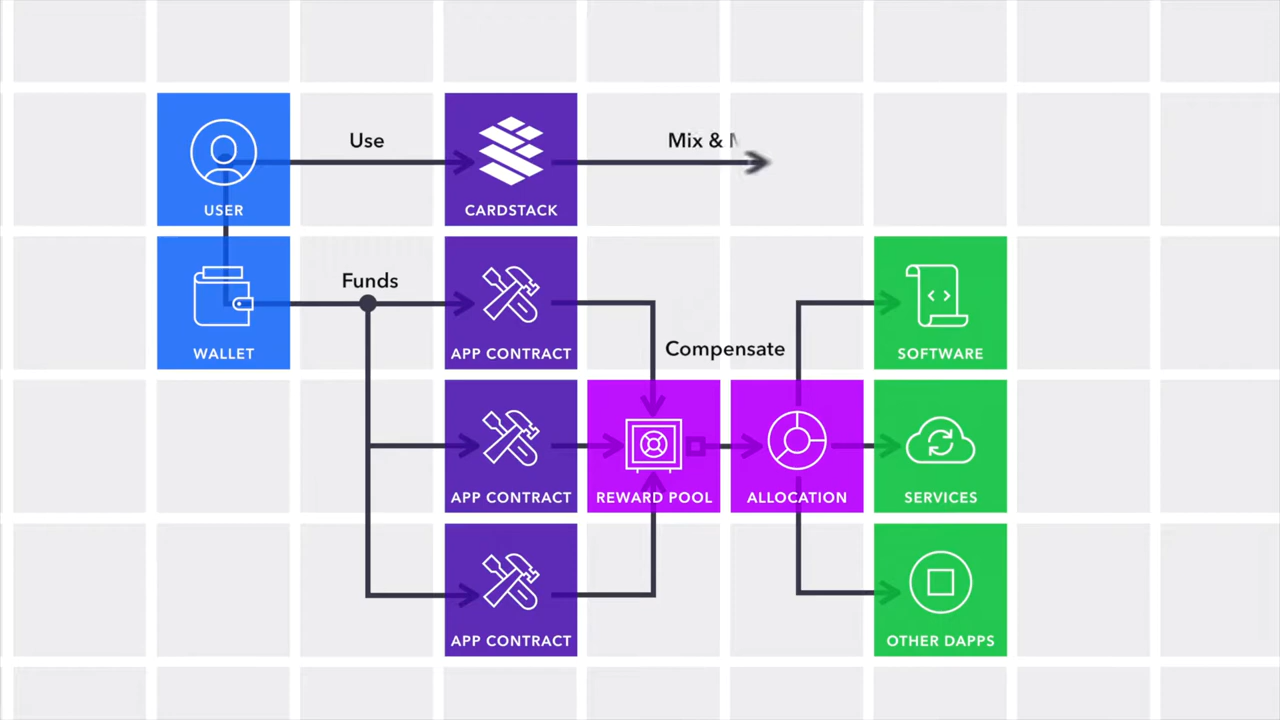 Use
Mix &
USER
CARDSTACK
Funds
WALLET
APP CONTRACT
Compensate
SOFTWARE
APP CONTRACT
REWARD POOL
ALLOCATION
SERVICES
APP CONTRACT
OTHER DAPPS